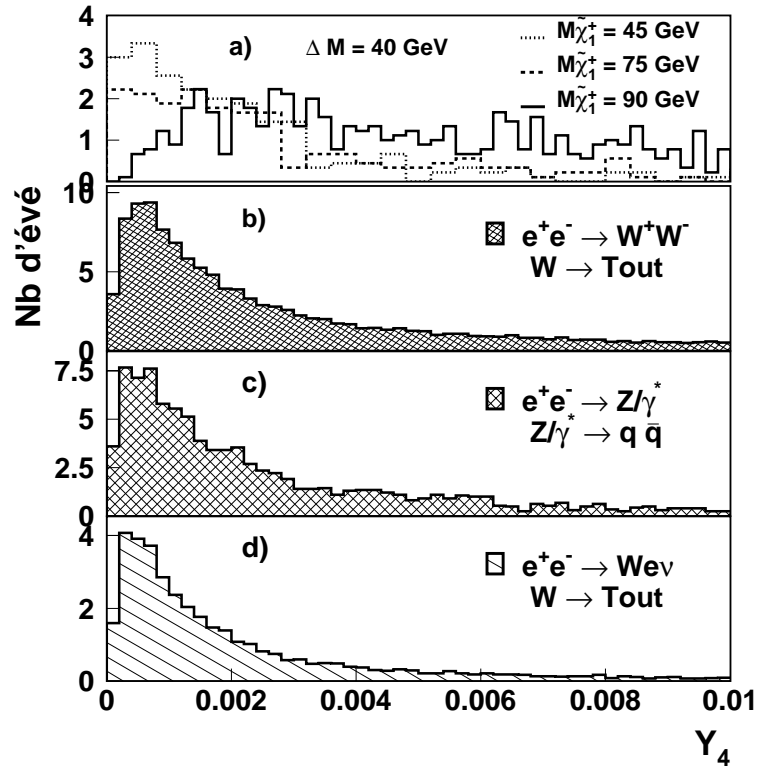 4
3
2
1
0
a)
Δ M = 40 GeV
Mχ̃₁⁺ = 45 GeV
Mχ̃₁⁺ = 75 GeV
Mχ̃₁⁺ = 90 GeV
Nb d'évé
10
5
0
b)
e⁺e⁻ → W⁺W⁻
W → Tout
7.5
5
2.5
0
c)
e⁺e⁻ → Z/γ*
Z/γ* → q q̄
4
2
0
d)
e⁺e⁻ → Weν
W → Tout
0 0.002 0.004 0.006 0.008 0.01
Y₄